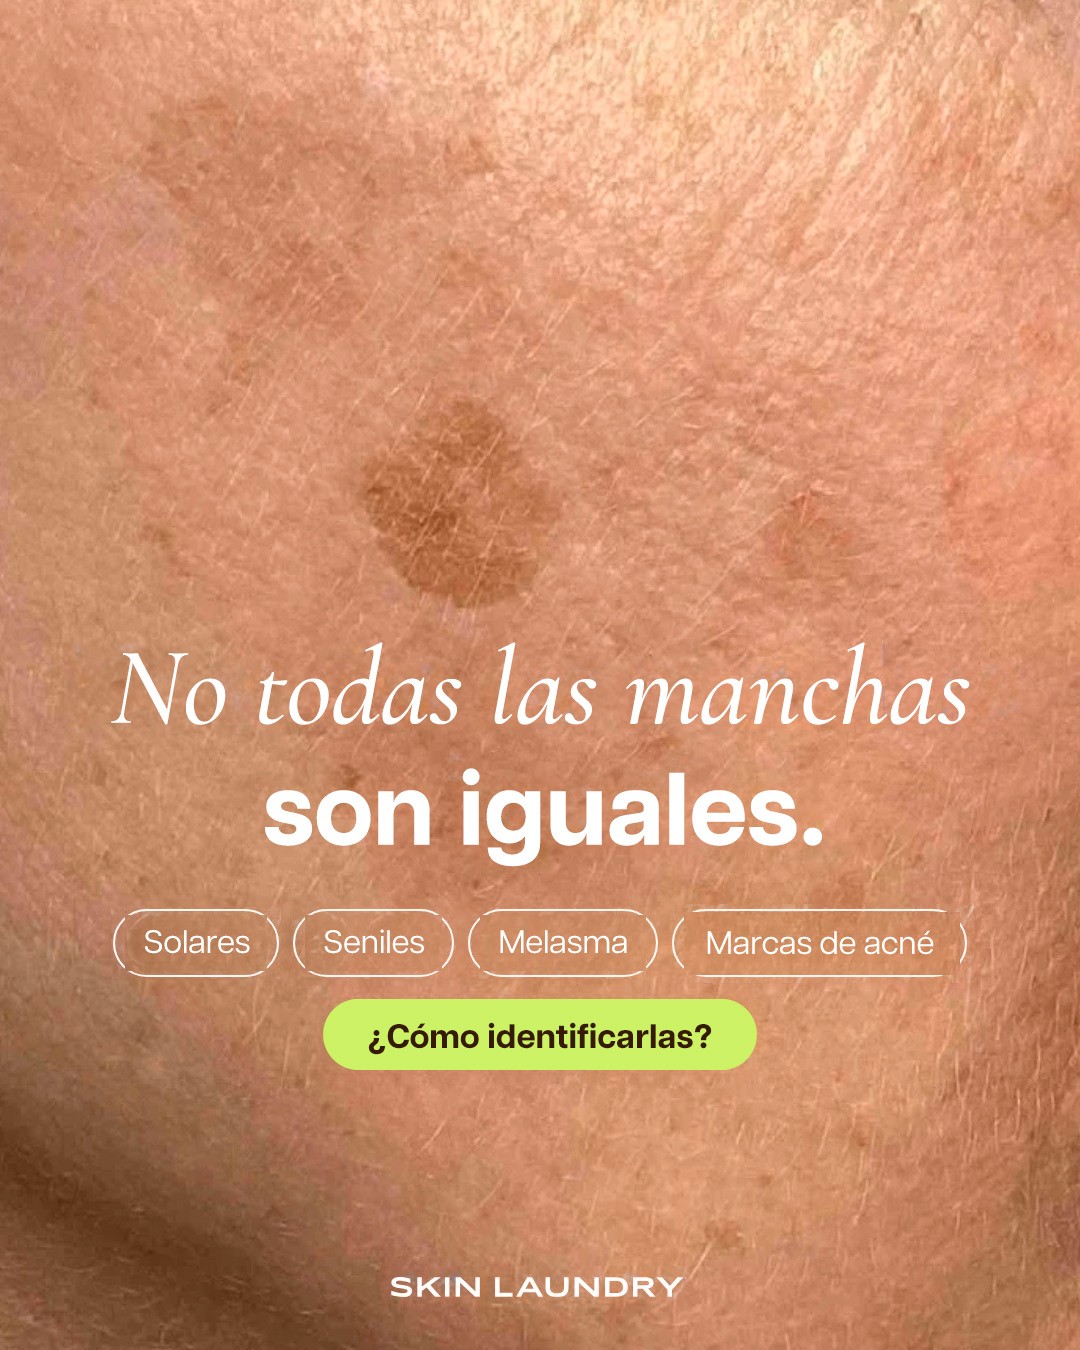 No todas las manchas
son iguales.
Solares Seniles Melasma Marcas de acné
¿Cómo identificarlas?
SKIN LAUNDRY